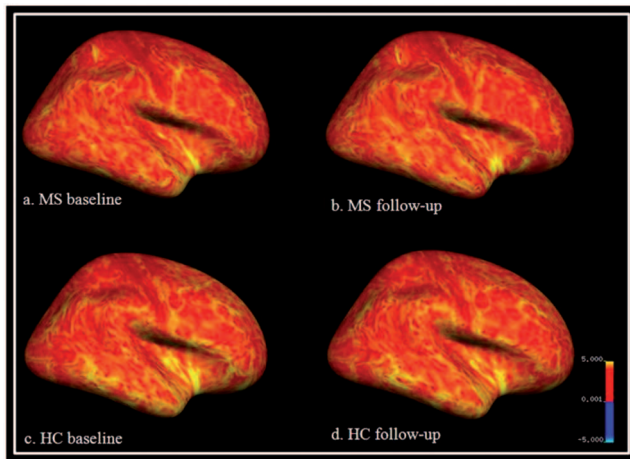 a. MS baseline
b. MS follow-up
c. HC baseline
d. HC follow-up
5.000
0.001
-5.000